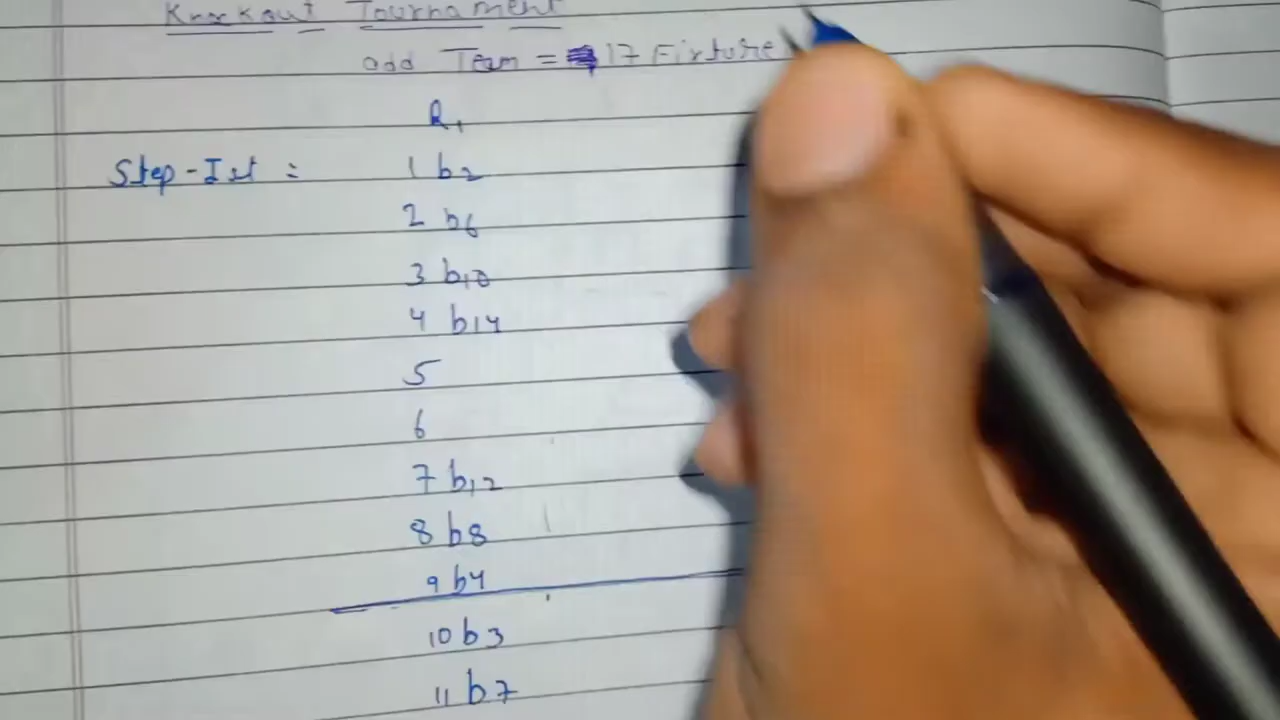 Knockout Tournament
odd Team = 17 Fixture
R1
Step-Ist = 1 b2
2 b6
3 b10
4 b14
5
6
7 b12
8 b8
9 b4
10 b3
11 b7